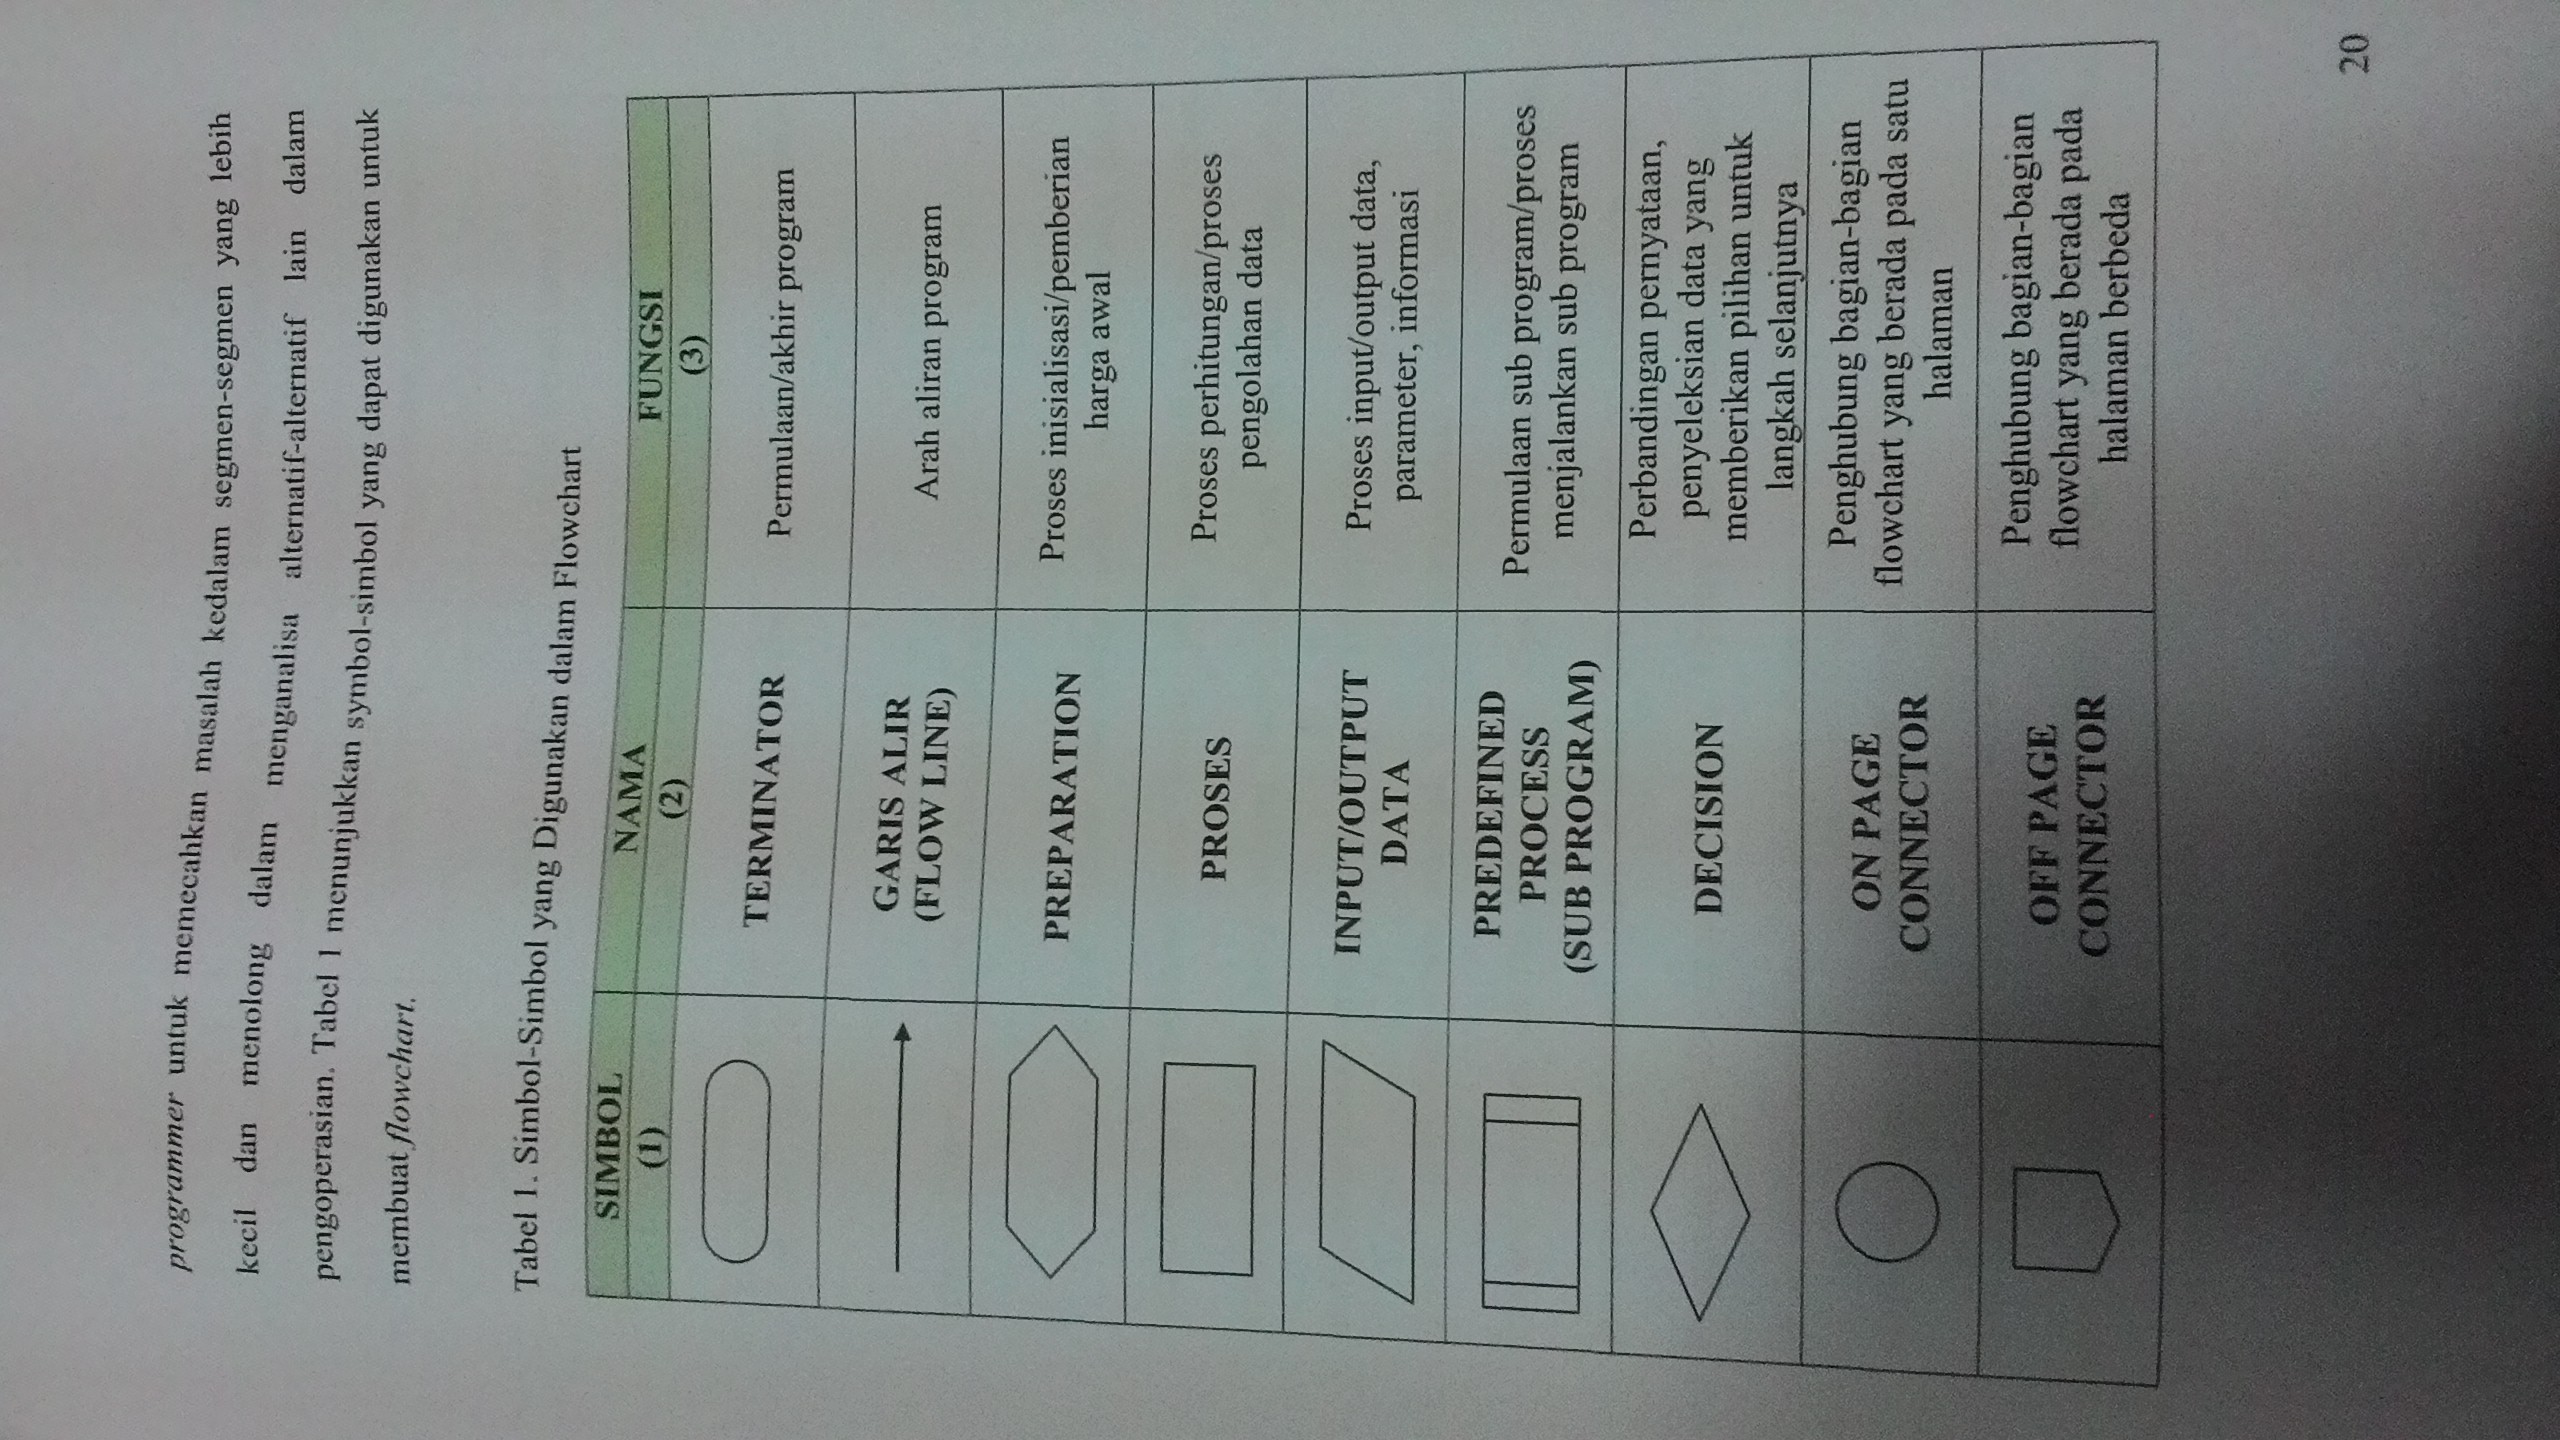 programmer untuk memecahkan masalah kedalam segmen-segmen yang lebih
kecil dan menolong dalam menganalisa alternatif-alternatif lain dalam
pengoperasian. Tabel 1 menunjukkan symbol-simbol yang dapat digunakan untuk
membuat flowchart.
Tabel 1. Simbol-Simbol yang Digunakan dalam Flowchart
SIMBOL NAMA FUNGSI
(1) (2) (3)
TERMINATOR
Permulaan/akhir program
GARIS ALIR
(FLOW LINE)
Arah aliran program
PREPARATION
Proses inisialisasi/pemberian
harga awal
PROSES
Proses perhitungan/proses
pengolahan data
INPUT/OUTPUT
DATA
Proses input/output data,
parameter, informasi
PREDEFINED
PROCESS
(SUB PROGRAM)
Permulaan sub program/proses
menjalankan sub program
DECISION
Perbandingan pernyataan,
penyeleksian data yang
memberikan pilihan untuk
langkah selanjutnya
ON PAGE
CONNECTOR
Penghubung bagian-bagian
flowchart yang berada pada satu
halaman
OFF PAGE
CONNECTOR
Penghubung bagian-bagian
flowchart yang berada pada
halaman berbeda
20